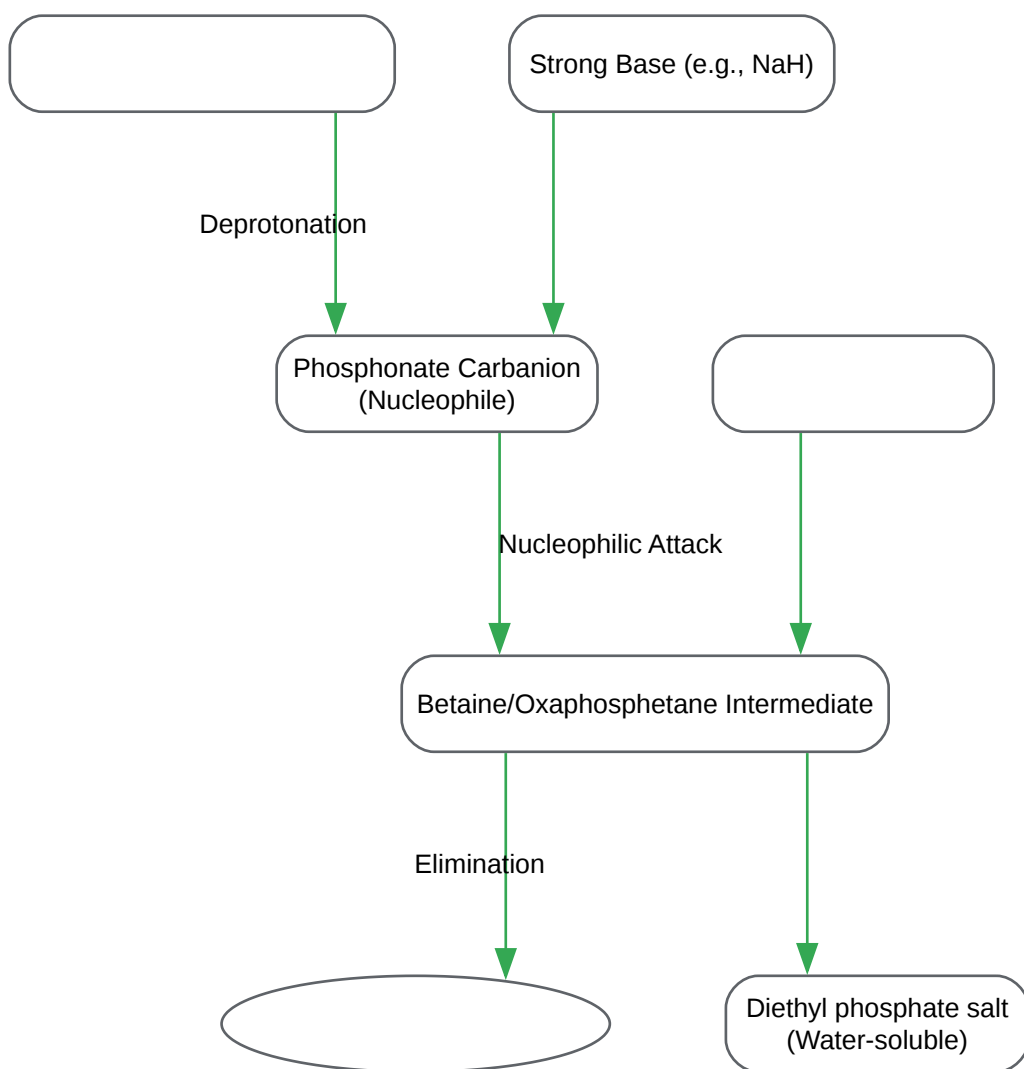 Strong Base (e.g., NaH)
Deprotonation
Phosphonate Carbanion
(Nucleophile)
Nucleophilic Attack
Betaine/Oxaphosphetane Intermediate
Elimination
Diethyl phosphate salt
(Water-soluble)